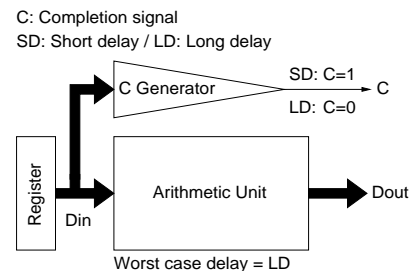 C: Completion signal
SD: Short delay / LD: Long delay
C Generator
SD: C=1
C
LD: C=0
Register
Din
Arithmetic Unit
Dout
Worst case delay = LD